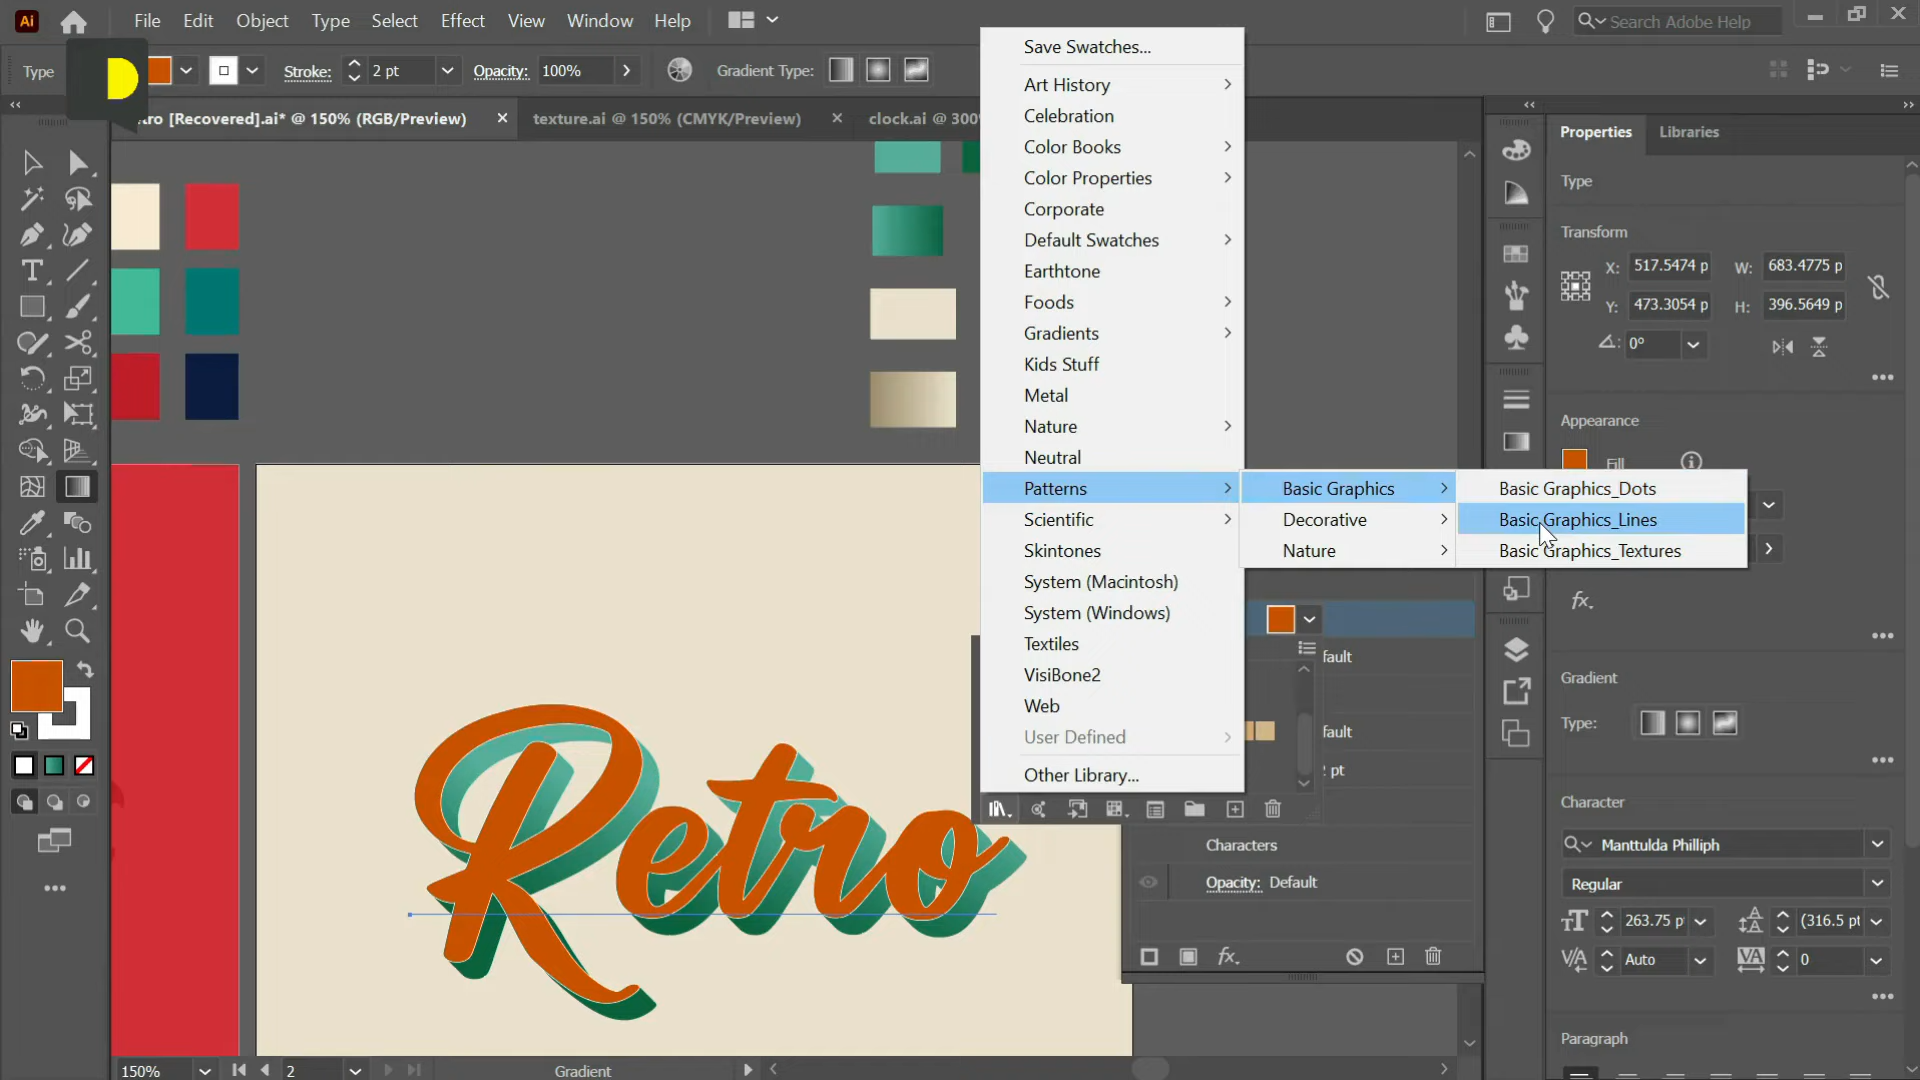 Ai File Edit Object Type Select Effect View Window Help Search Adobe Help
Type Stroke: 2 pt Opacity: 100% Gradient Type:
D
tro [Recovered].ai* @ 150% (RGB/Preview) × texture.ai @ 150% (CMYK/Preview) × clock.ai @ 300%
Save Swatches...
Art History
Celebration
Color Books
Color Properties
Corporate
Default Swatches
Earthtone
Foods
Gradients
Kids Stuff
Metal
Nature
Neutral
Patterns
Scientific
Skintones
System (Macintosh)
System (Windows)
Textiles
VisiBone2
Web
User Defined
Other Library...
Basic Graphics
Decorative
Nature
Basic Graphics_Dots
Basic Graphics_Lines
Basic Graphics_Textures
Retro
fault
fault
pt
Characters
Opacity: Default
fx
Properties Libraries
Type
Transform
X: 517.5474 p W: 683.4775 p
Y: 473.3054 p H: 396.5649 p
0°
Appearance
Fill
fx
Gradient
Type:
Character
Manttulda Philliph
Regular
263.75 p (316.5 pt
Auto 0
Paragraph
150% 2 Gradient